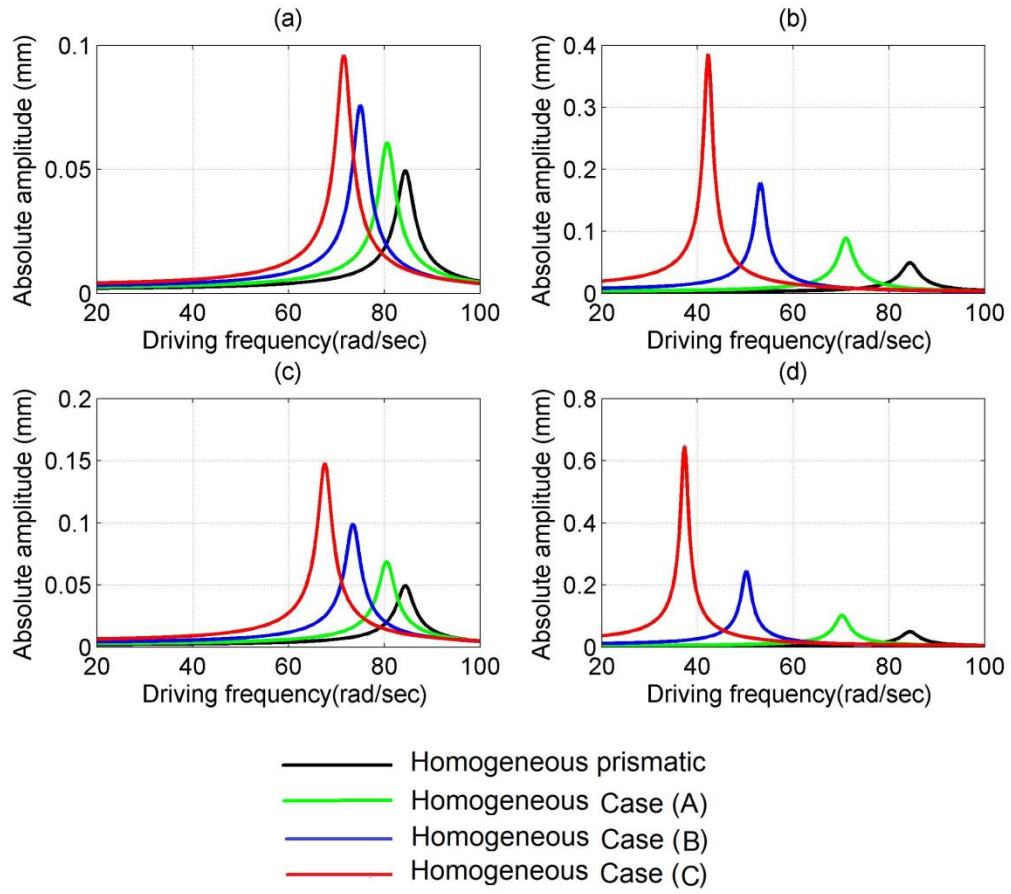 (a)
0.1
0.05
0
Absolute amplitude (mm)
20 40 60 80 100
Driving frequency(rad/sec)
(b)
0.4
0.3
0.2
0.1
0
Absolute amplitude (mm)
20 40 60 80 100
Driving frequency(rad/sec)
(c)
0.2
0.15
0.1
0.05
0
Absolute amplitude (mm)
20 40 60 80 100
Driving frequency(rad/sec)
(d)
0.8
0.6
0.4
0.2
0
Absolute amplitude (mm)
20 40 60 80 100
Driving frequency(rad/sec)
Homogeneous prismatic
Homogeneous Case (A)
Homogeneous Case (B)
Homogeneous Case (C)